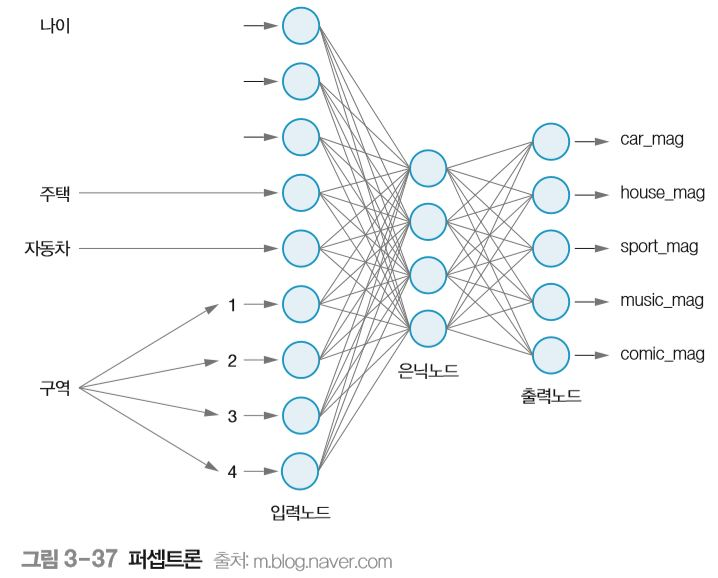 나이
주택
자동차
구역
1
2
3
4
입력노드
은닉노드
출력노드
car_mag
house_mag
sport_mag
music_mag
comic_mag
그림 3-37 퍼셉트론 출처: m.blog.naver.com